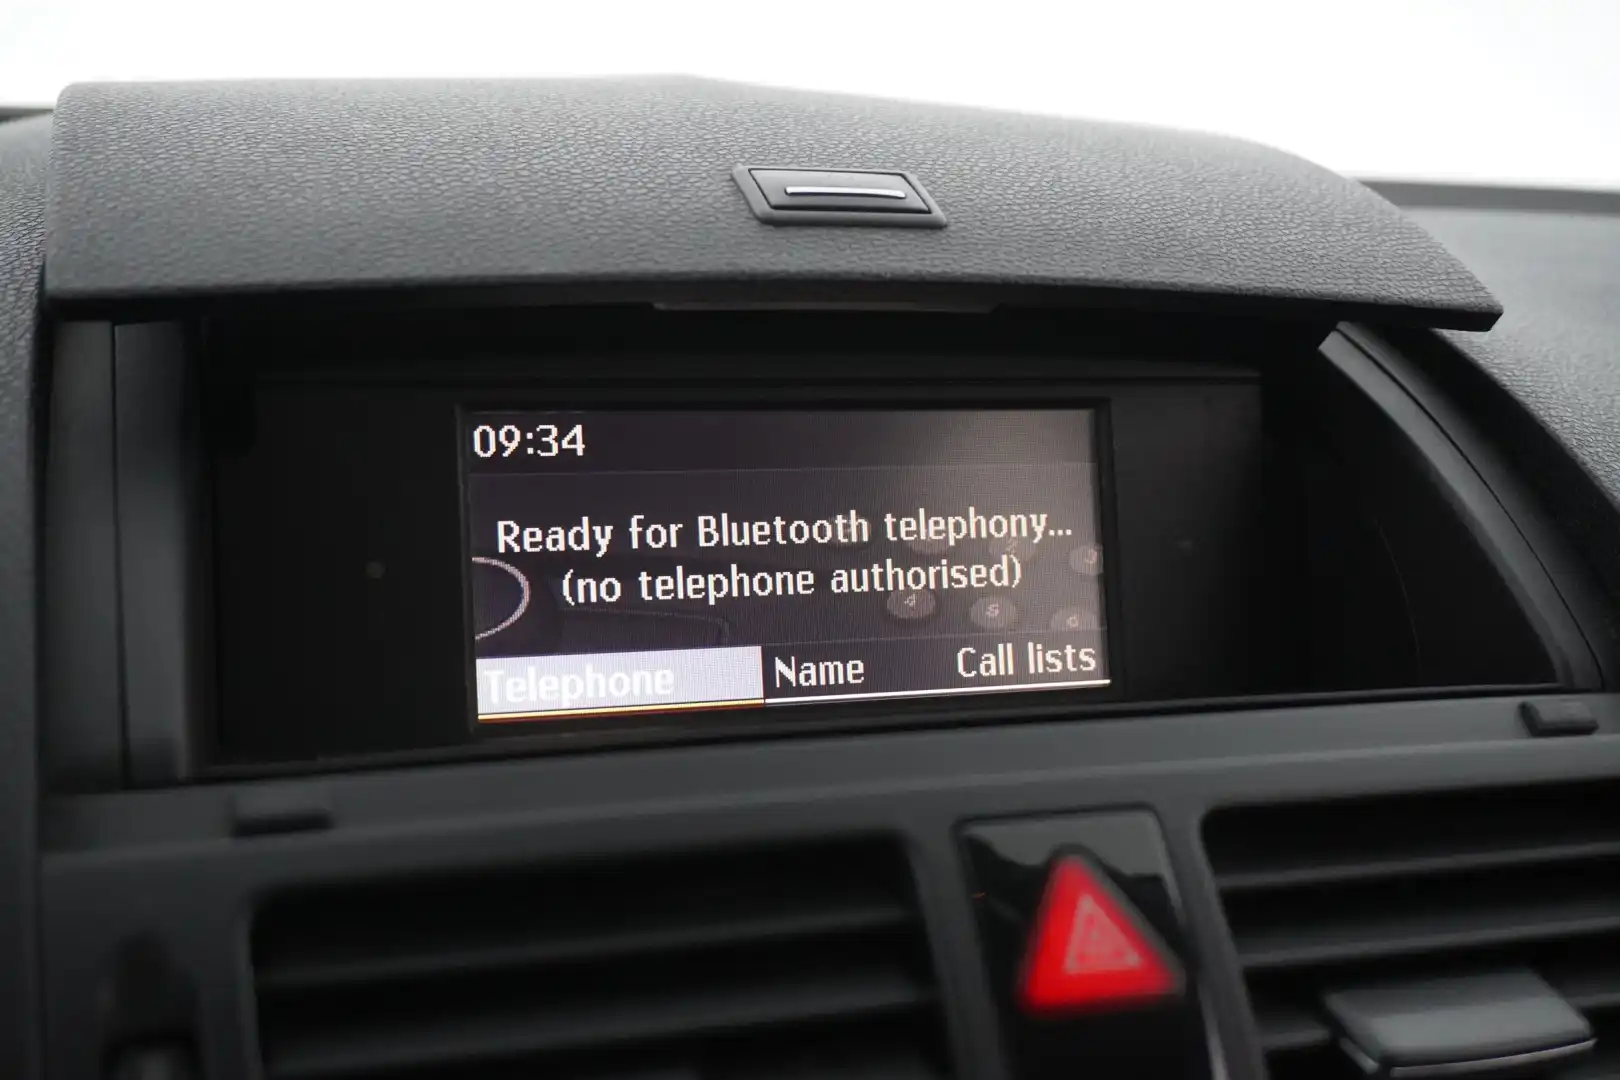 09:34
Ready for Bluetooth telephony...
(no telephone authorised)
Telephone Name Call lists